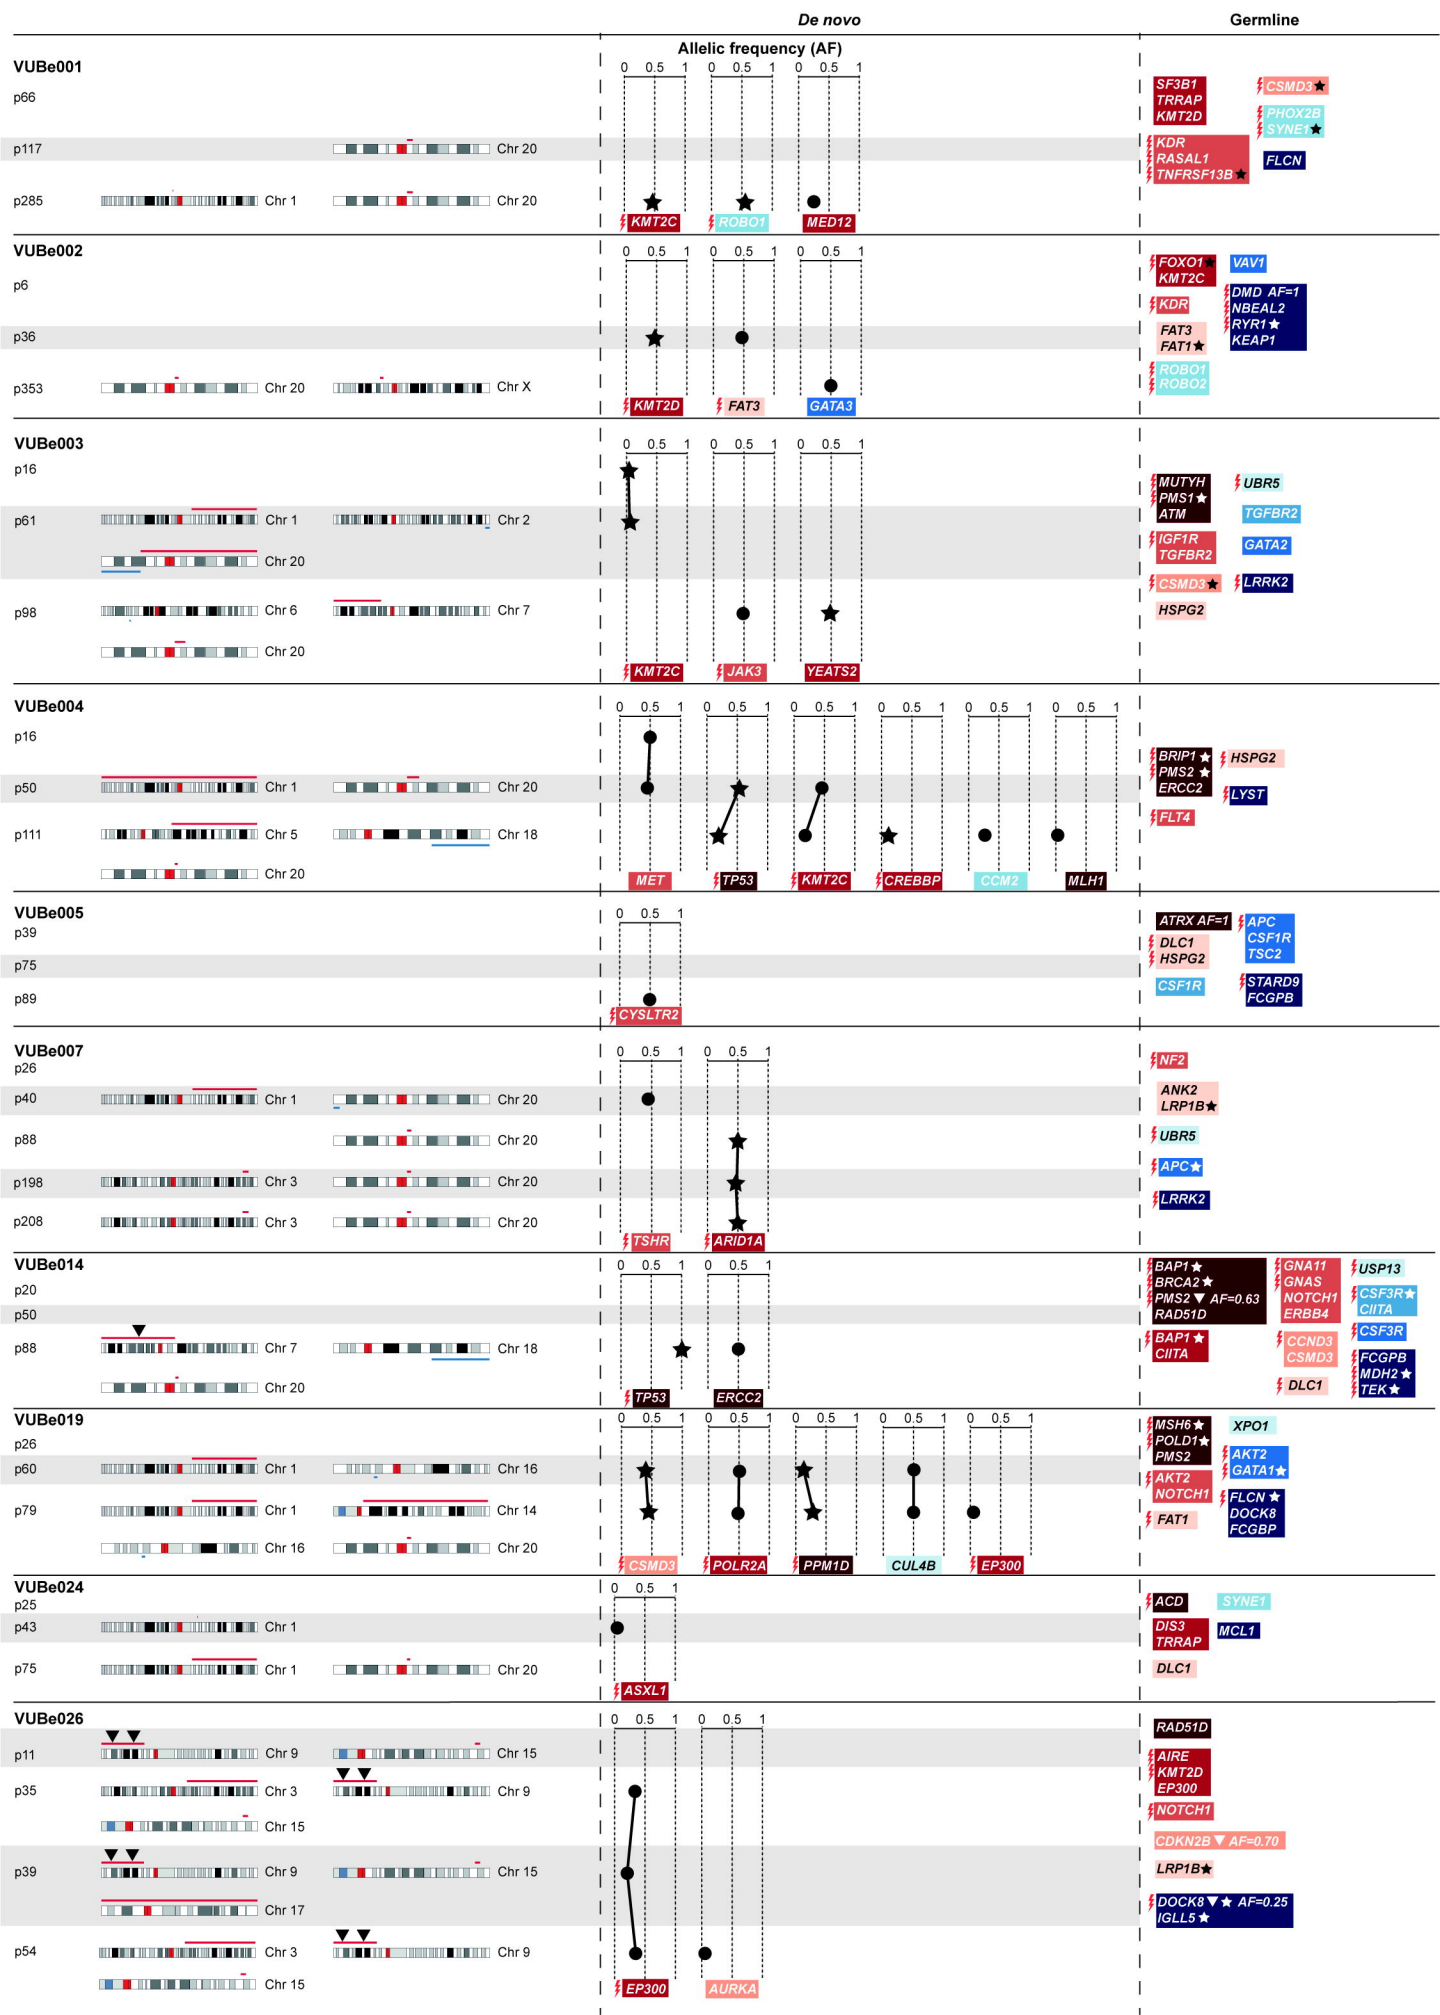 De novo Germline
Allelic frequency (AF)
VUBe001
0 0.5 1 0 0.5 1 0 0.5 1
p66
p117 Chr 20
p285 Chr 1 Chr 20
KMT2C ROBO1 MED12
SF3B1 CSMD3★
TRRAP
KMT2D
PHOX2B
SYNE1★
KDR
RASAL1 FLCN
TNFRSF13B★
VUBe002
0 0.5 1 0 0.5 1 0 0.5 1
p6
p36
p353 Chr 20 Chr X
KMT2D FAT3 GATA3
FOXO1★ VAV1
KMT2C
DMD AF=1
KDR NBEAL2
RYR1★
FAT3 KEAP1
FAT1★
ROBO1
ROBO2
VUBe003
0 0.5 1 0 0.5 1 0 0.5 1
p16
p61 Chr 1 Chr 2
Chr 20
p98 Chr 6 Chr 7
Chr 20
KMT2C JAK3 YEATS2
MUTYH UBR5
PMS1★
ATM TGFBR2
IGF1R GATA2
TGFBR2
CSMD3★ LRRK2
HSPG2
VUBe004
0 0.5 1 0 0.5 1 0 0.5 1 0 0.5 1 0 0.5 1 0 0.5 1
p16
p50 Chr 1 Chr 20
p111 Chr 5 Chr 18
Chr 20
MET TP53 KMT2C CREBBP CCM2 MLH1
BRIP1★ HSPG2
PMS2★
ERCC2 LYST
FLT4
VUBe005
0 0.5 1
p39
p75
p89
CYSLTR2
ATRX AF=1 APC
DLC1 CSF1R
HSPG2 TSC2
CSF1R STARD9
FCGPB
VUBe007
0 0.5 1 0 0.5 1
p26
p40 Chr 1 Chr 20
p88 Chr 20
p198 Chr 3 Chr 20
p208 Chr 3 Chr 20
TSHR ARID1A
NF2
ANK2
LRP1B★
UBR5
APC★
LRRK2
VUBe014
0 0.5 1 0 0.5 1
p20
p50
p88 Chr 7 Chr 18
Chr 20
TP53 ERCC2
BAP1★ GNA11 USP13
BRCA2★ GNAS
PMS2▼ AF=0.63 NOTCH1 CSF3R★
RAD51D ERBB4 CIITA
BAP1★ CCND3 CSF3R
CIITA CSMD3
FCGPB
DLC1 MDH2★
TEK★
VUBe019
0 0.5 1 0 0.5 1 0 0.5 1 0 0.5 1 0 0.5 1
p26
p60 Chr 1 Chr 16
p79 Chr 1 Chr 14
Chr 16 Chr 20
CSMD3 POLR2A PPM1D CUL4B EP300
MSH6★ XPO1
POLD1★
PMS2 AKT2
GATA1★
AKT2
NOTCH1 FLCN★
DOCK8
FAT1 FCGBP
VUBe024
0 0.5 1
p25
p43 Chr 1
p75 Chr 1 Chr 20
ASXL1
ACD SYNE1
DIS3 MCL1
TRRAP
DLC1
VUBe026
0 0.5 1 0 0.5 1
p11 Chr 9 Chr 15
p35 Chr 3 Chr 9
Chr 15
p39 Chr 9 Chr 15
Chr 17
p54 Chr 3 Chr 9
Chr 15
EP300 AURKA
RAD51D
AIRE
KMT2D
EP300
NOTCH1
CDKN2B▼ AF=0.70
LRP1B★
DOCK8▼★ AF=0.25
IGLL5★